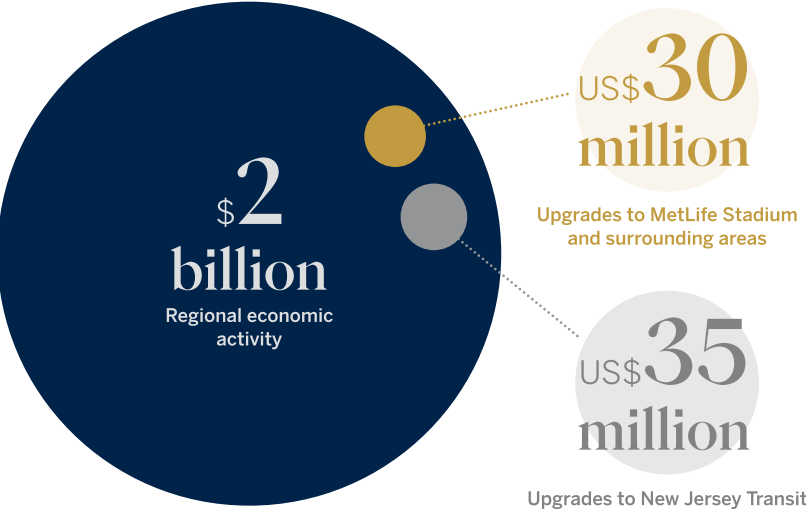 $2
billion
Regional economic
activity
US$30
million
Upgrades to MetLife Stadium
and surrounding areas
US$35
million
Upgrades to New Jersey Transit